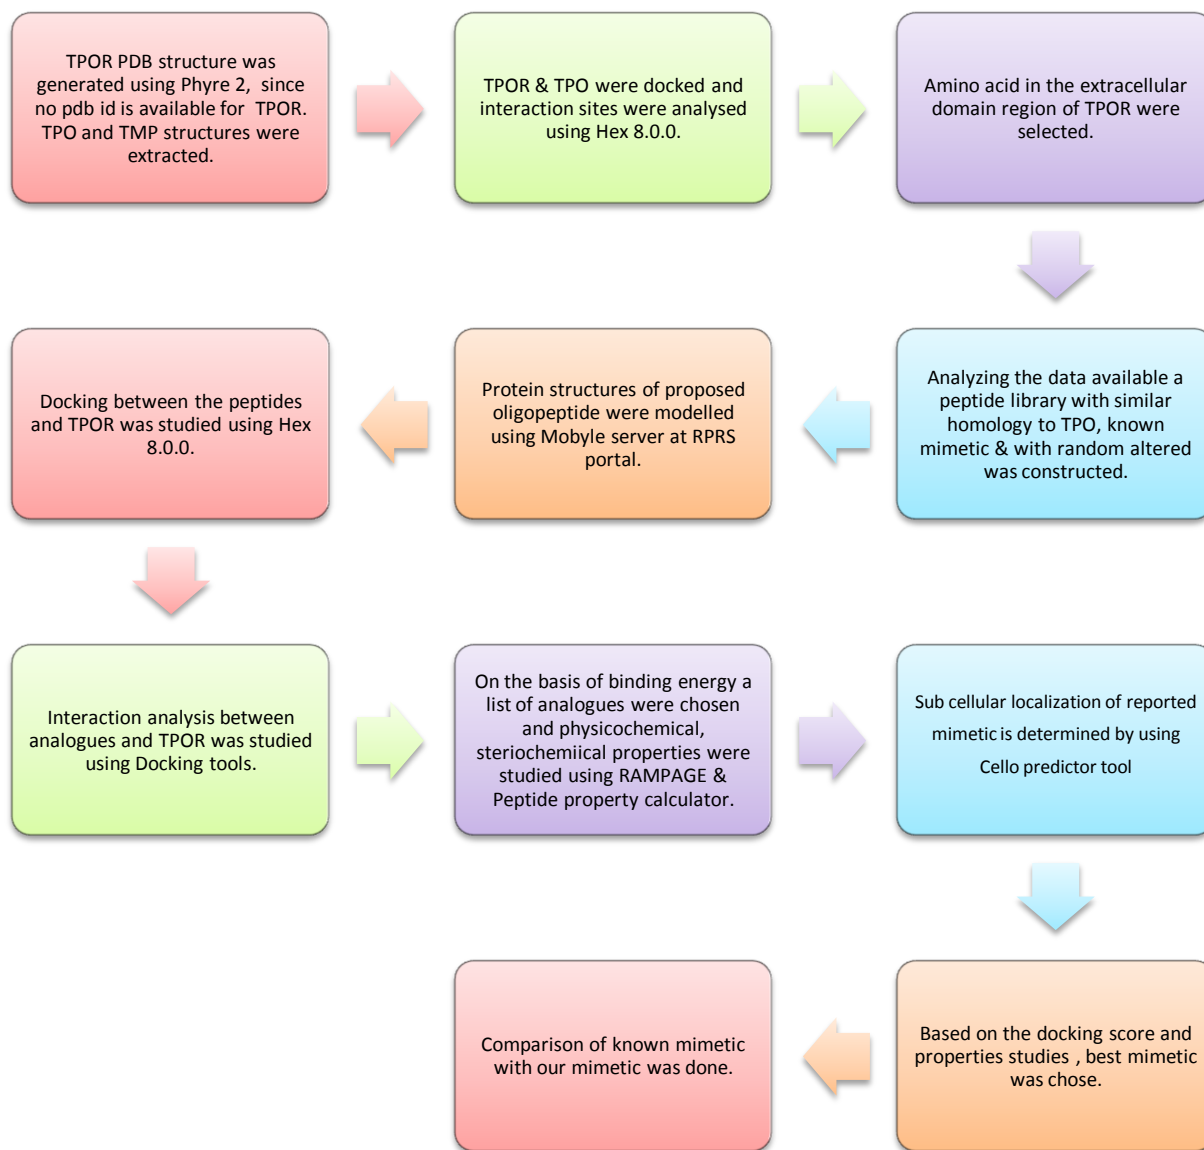 TPOR PDB structure was
generated using Phyre 2, since
no pdb id is available for TPOR.
TPO and TMP structures were
extracted.
TPOR & TPO were docked and
interaction sites were analysed
using Hex 8.0.0.
Amino acid in the extracellular
domain region of TPOR were
selected.
Analyzing the data available a
peptide library with similar
homology to TPO, known
mimetic & with random altered
was constructed.
Protein structures of proposed
oligopeptide were modelled
using Mobyle server at RPRS
portal.
Docking between the peptides
and TPOR was studied using Hex
8.0.0.
Interaction analysis between
analogues and TPOR was studied
using Docking tools.
On the basis of binding energy a
list of analogues were chosen
and physicochemical,
steriochemiical properties were
studied using RAMPAGE &
Peptide property calculator.
Sub cellular localization of reported
mimetic is determined by using
Cello predictor tool
Based on the docking score and
properties studies , best mimetic
was chose.
Comparison of known mimetic
with our mimetic was done.